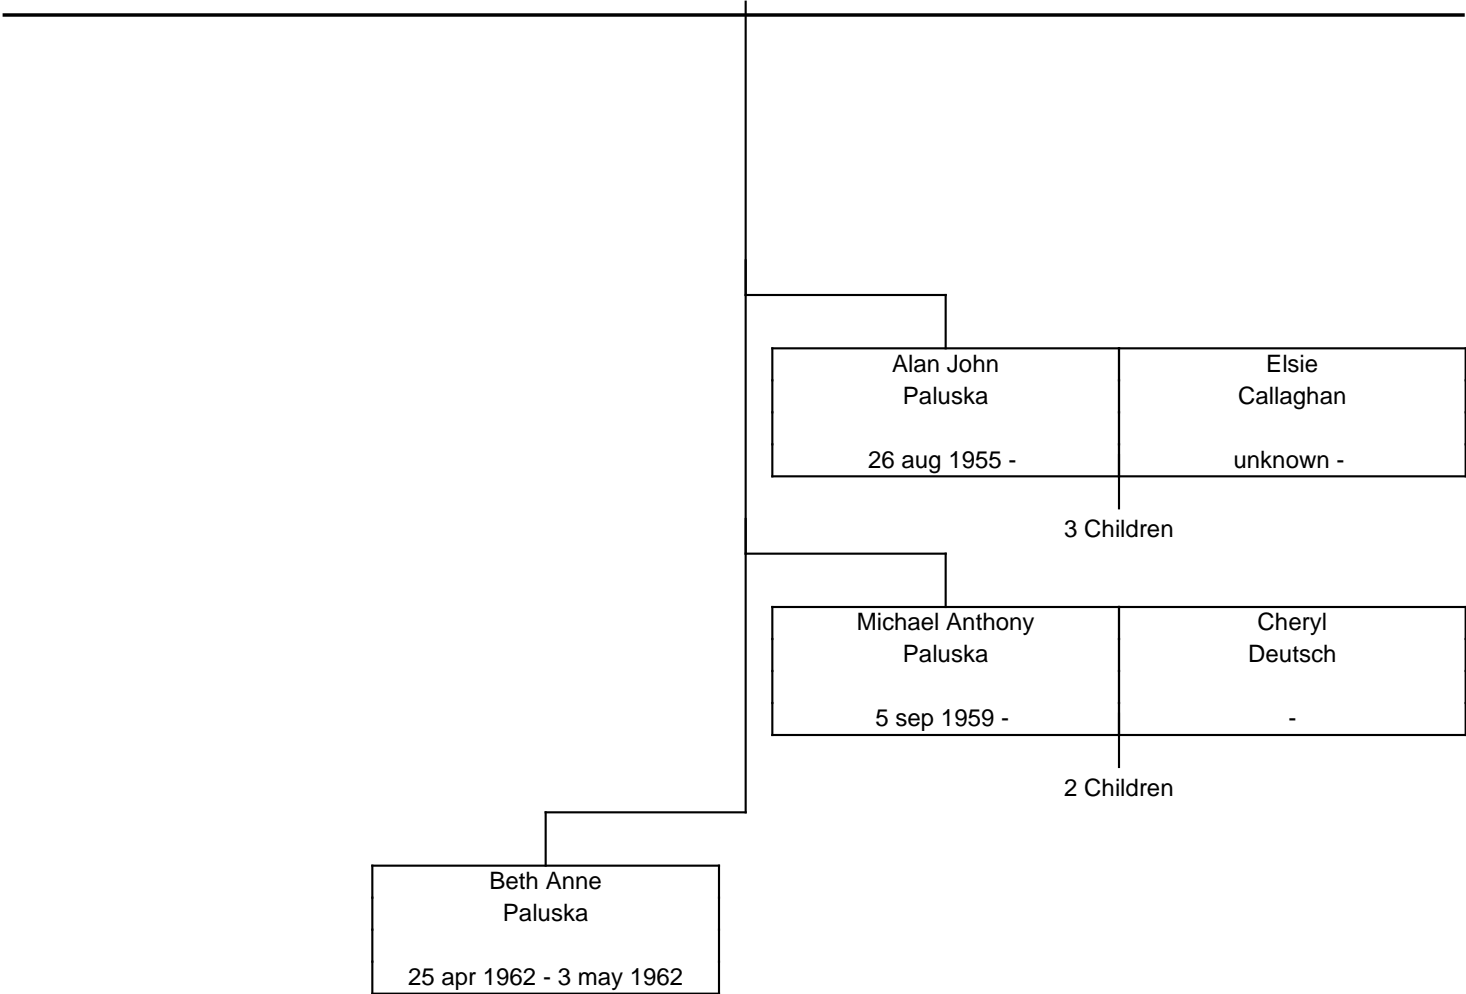 Alan John
Paluska
26 aug 1955 -
Elsie
Callaghan
unknown -
3 Children
Michael Anthony
Paluska
5 sep 1959 -
Cheryl
Deutsch
-
2 Children
Beth Anne
Paluska
25 apr 1962 - 3 may 1962